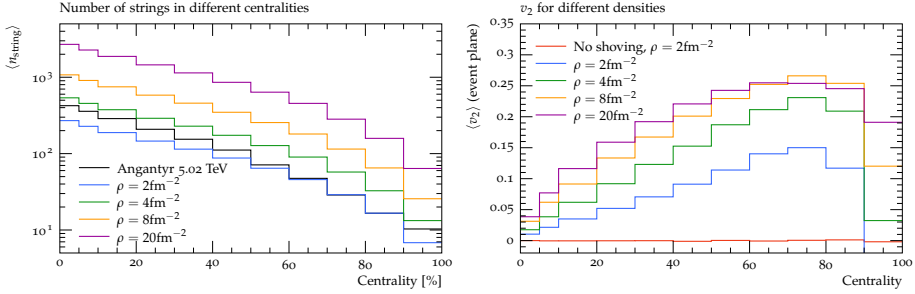 Number of strings in different centralities
⟨n_string⟩
10³
10²
10¹
Angantyr 5.02 TeV
ρ = 2fm⁻²
ρ = 4fm⁻²
ρ = 8fm⁻²
ρ = 20fm⁻²
0 20 40 60 80 100
Centrality [%]
v₂ for different densities
⟨v₂⟩ (event plane)
0.35
0.3
0.25
0.2
0.15
0.1
0.05
0
No shoving, ρ = 2fm⁻²
ρ = 2fm⁻²
ρ = 4fm⁻²
ρ = 8fm⁻²
ρ = 20fm⁻²
0 20 40 60 80 100
Centrality